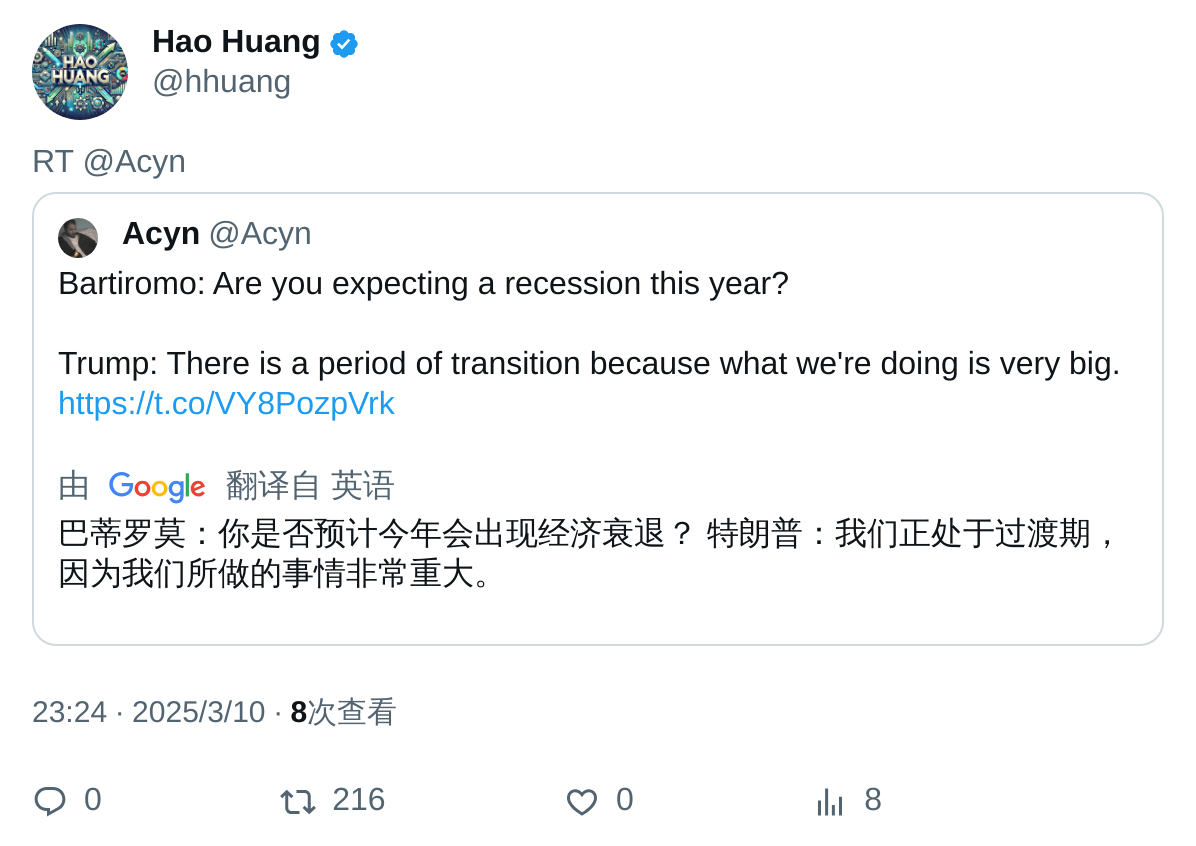 HAO
HUANG
Hao Huang
@hhuang
RT @Acyn
Acyn @Acyn
Bartiromo: Are you expecting a recession this year?
Trump: There is a period of transition because what we're doing is very big.
https://t.co/VY8PozpVrk
由 Google 翻译自 英语
巴蒂罗莫：你是否预计今年会出现经济衰退？ 特朗普：我们正处于过渡期，
因为我们所做的事情非常重大。
23:24 · 2025/3/10 · 8次查看
0 216 0 8